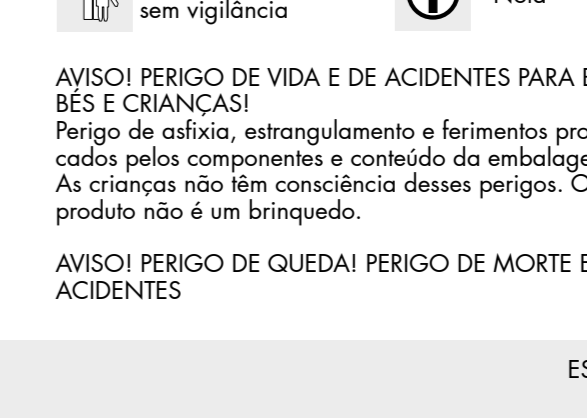 sem vigilância
AVISO! PERIGO DE VIDA E DE ACIDENTES PARA
BÉS E CRIANÇAS!
Perigo de asfixia, estrangulamento e ferimentos pro
cados pelos componentes e conteúdo da embalage
As crianças não têm consciência desses perigos. O
produto não é um brinquedo.
AVISO! PERIGO DE QUEDA! PERIGO DE MORTE E
ACIDENTES
ES